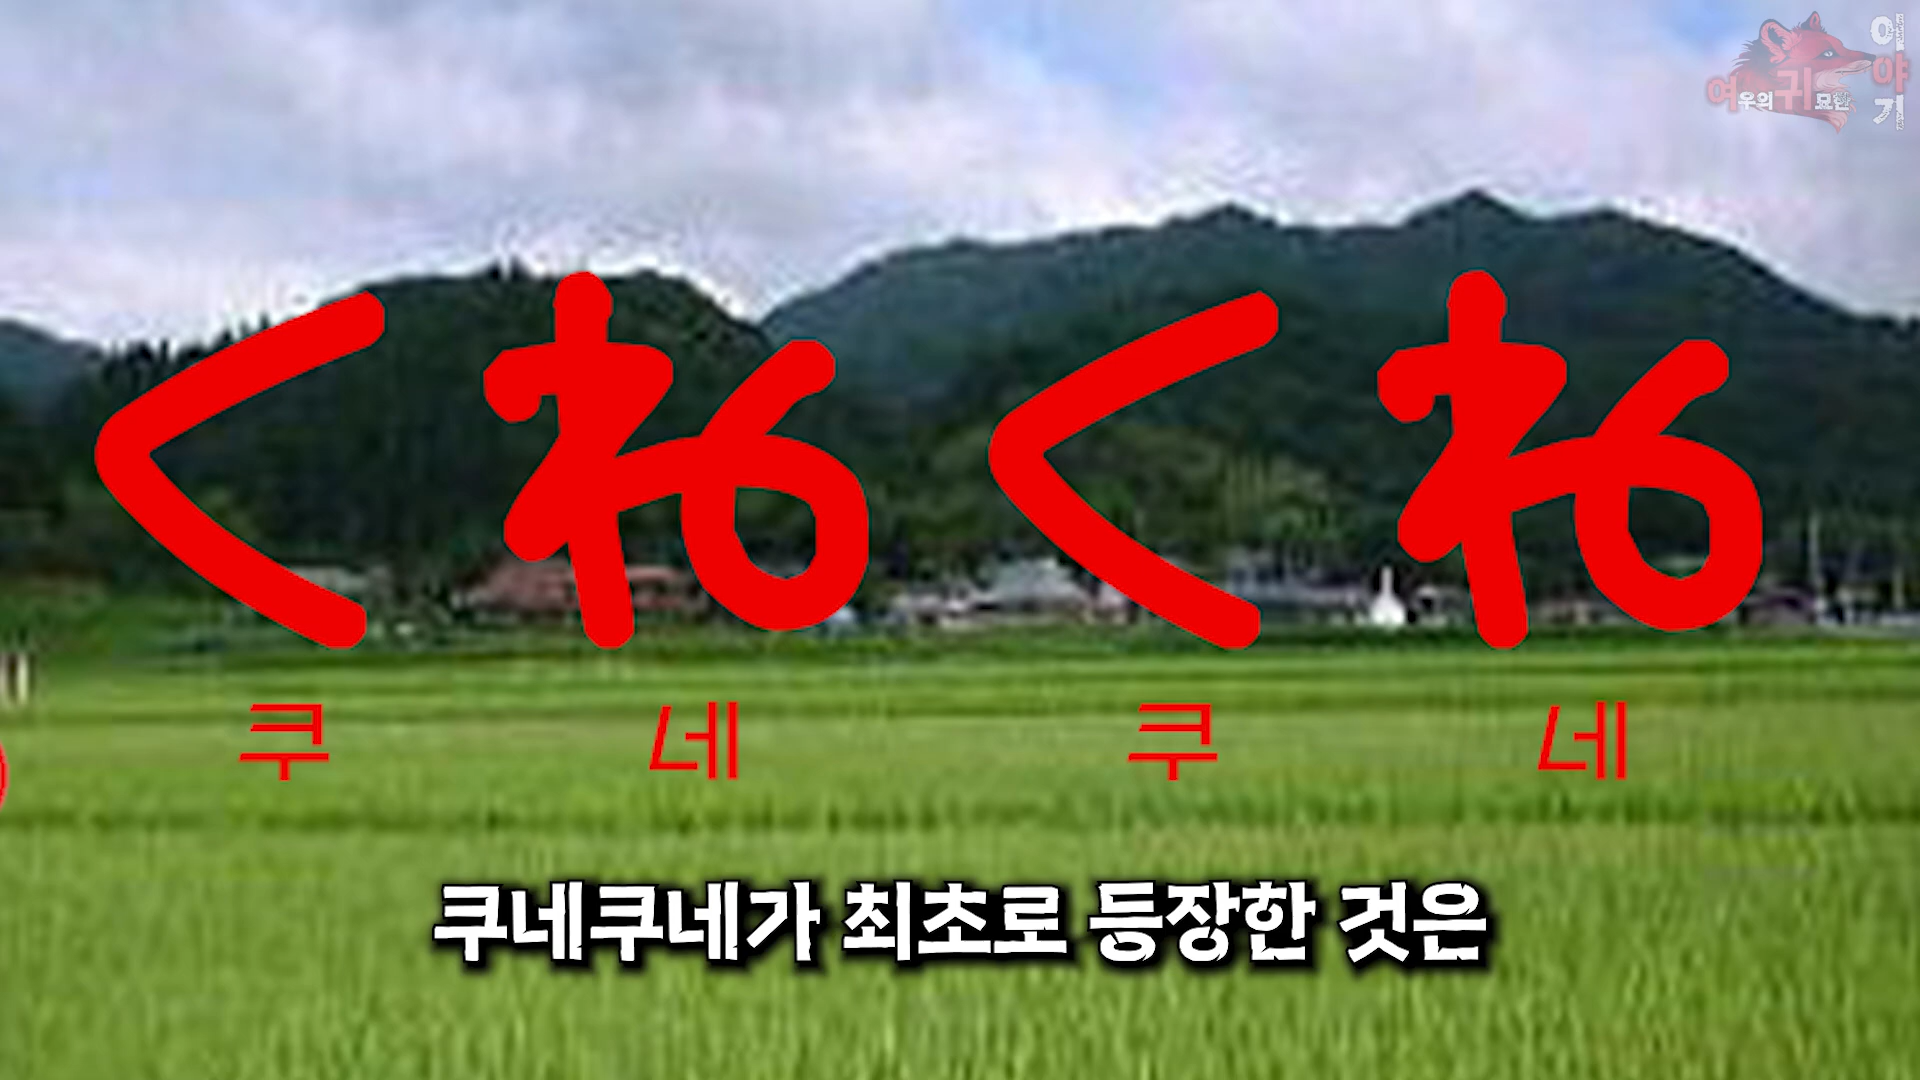 여우의 귀묘한 이야기
くねくね
쿠 네 쿠 네
쿠네쿠네가 최초로 등장한 것은